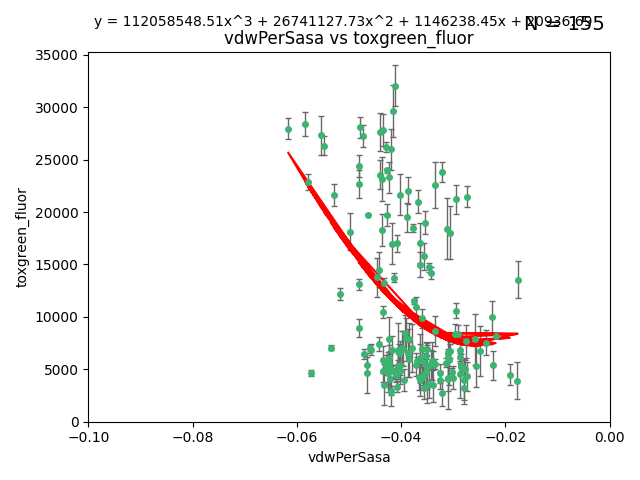 y = 112058548.51x^3 + 26741127.73x^2 + 1146238.45x +
N = 155
vdwPerSasa vs toxgreen_fluor
35000
30000
25000
20000
15000
10000
5000
0
toxgreen_fluor
−0.10
−0.08
−0.06
−0.04
−0.02
0.00
vdwPerSasa